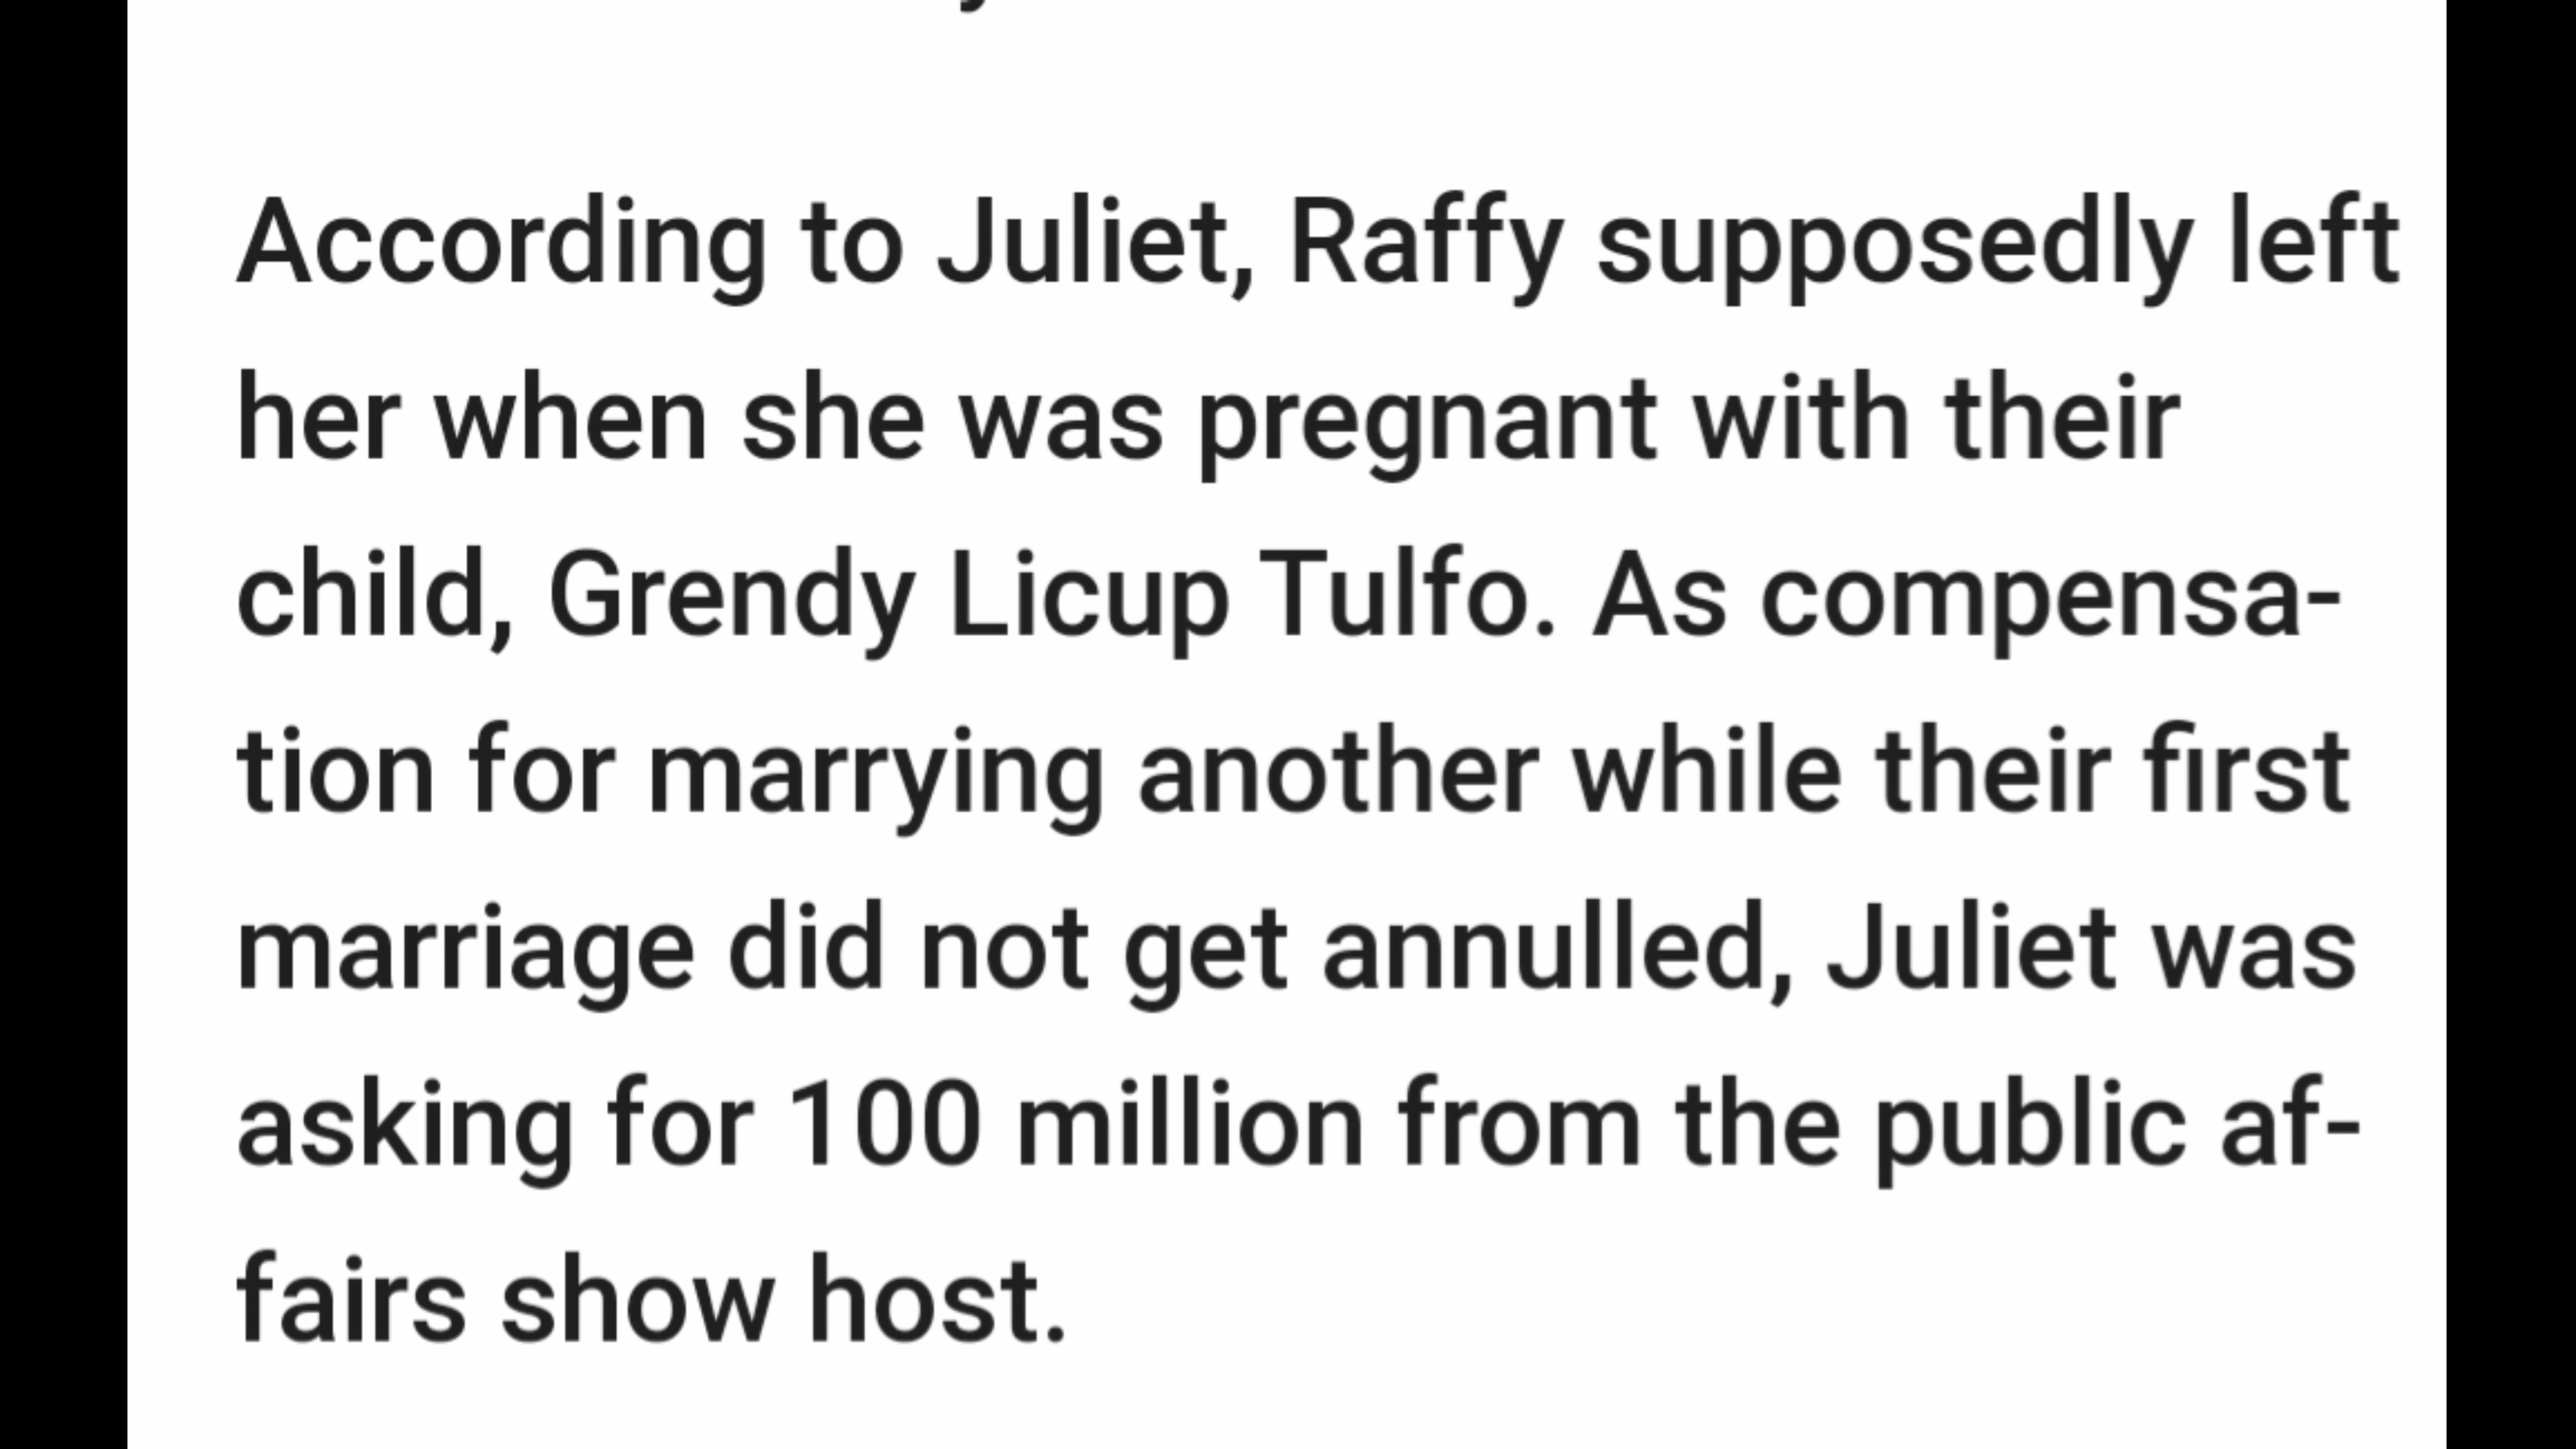 According to Juliet, Raffy supposedly left
her when she was pregnant with their
child, Grendy Licup Tulfo. As compensa-
tion for marrying another while their first
marriage did not get annulled, Juliet was
asking for 100 million from the public af-
fairs show host.